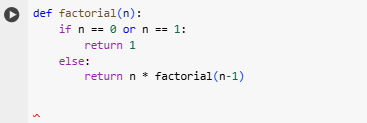 def factorial(n):
    if n == 0 or n == 1:
        return 1
    else:
        return n * factorial(n-1)